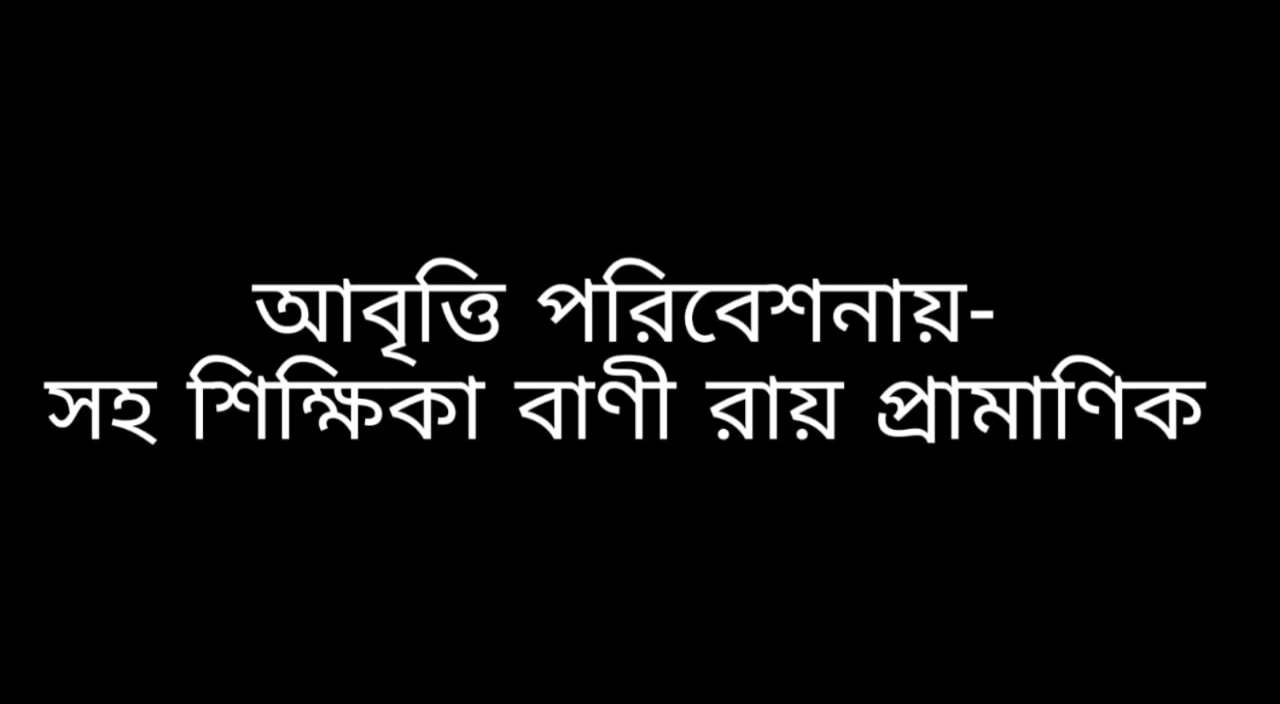 আবৃত্তি পরিবেশনায়-
সহ শিক্ষিকা বাণী রায় প্রামাণিক